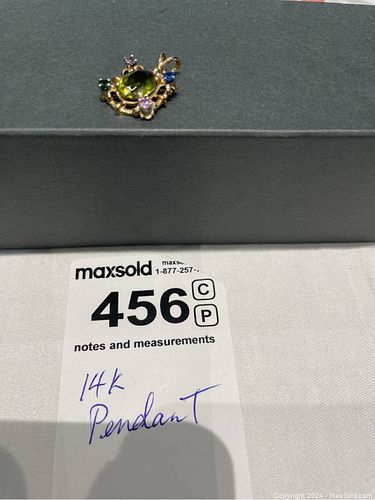 maxsold
1-877-257-
456
C
P
notes and measurements
14K
Pendant
Copyright 2024 - MaxSold.com